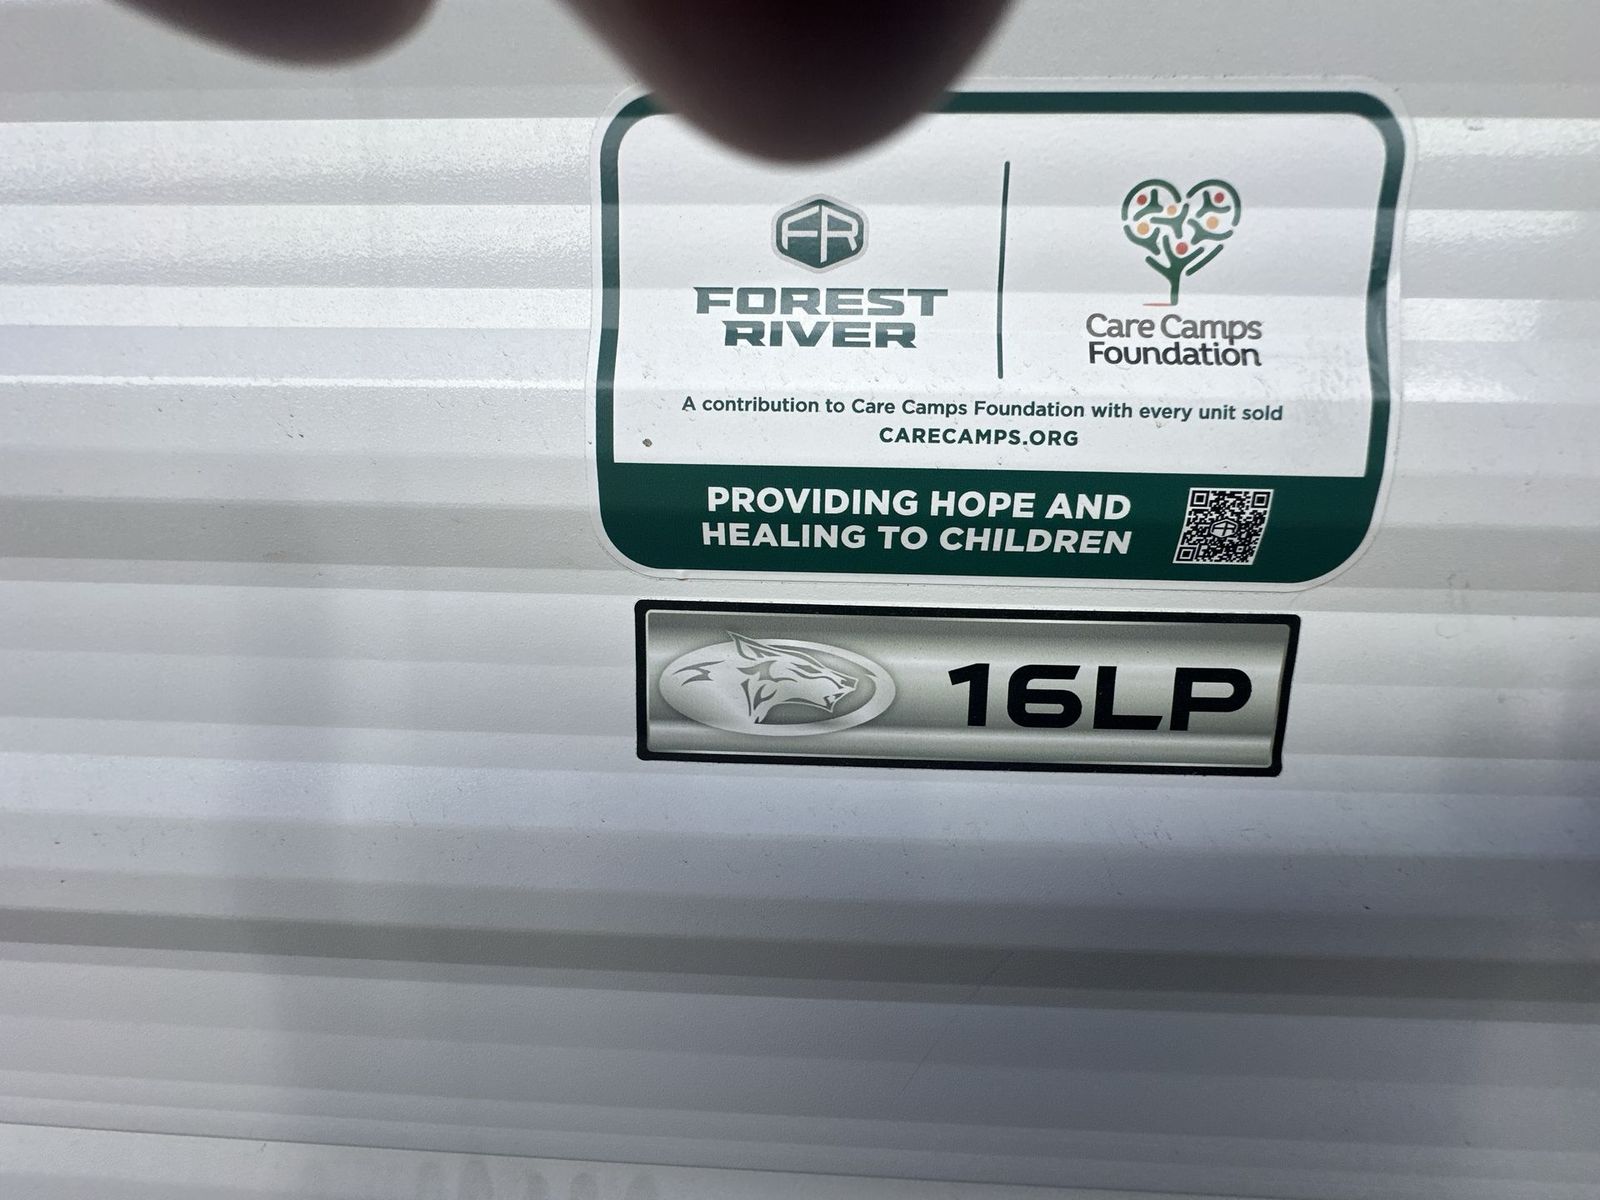 FR
FOREST
RIVER
Care Camps
Foundation
A contribution to Care Camps Foundation with every unit sold
CARECAMPS.ORG
PROVIDING HOPE AND
HEALING TO CHILDREN
16LP